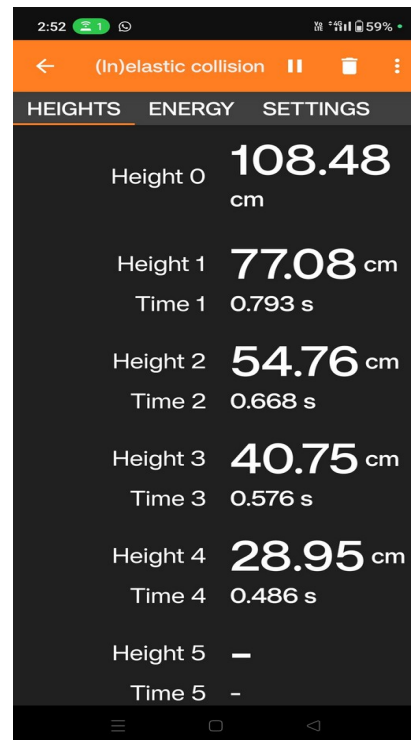 2:52 1 59%
(In)elastic collision
HEIGHTS ENERGY SETTINGS
Height 0 108.48
cm
Height 1 77.08 cm
Time 1 0.793 s
Height 2 54.76 cm
Time 2 0.668 s
Height 3 40.75 cm
Time 3 0.576 s
Height 4 28.95 cm
Time 4 0.486 s
Height 5 –
Time 5 -